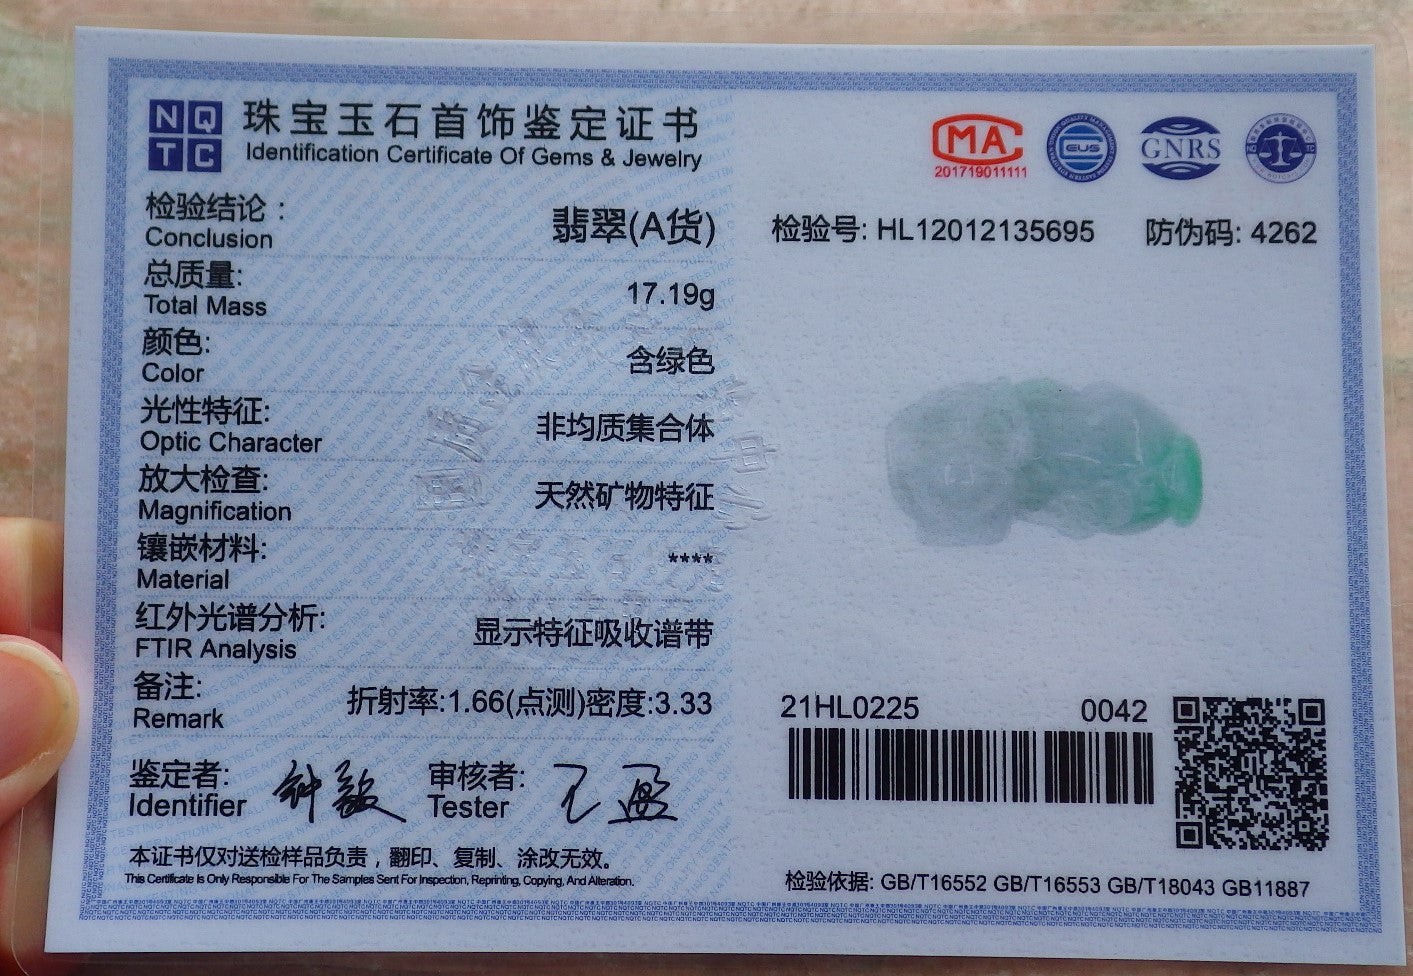 NQTC
珠宝玉石首饰鉴定证书
Identification Certificate Of Gems & Jewelry
MA
201719011111
EUS
GNRS
检验结论:
Conclusion
翡翠(A货)
总质量:
Total Mass
17.19g
颜色:
Color
含绿色
光性特征:
Optic Character
非均质集合体
放大检查:
Magnification
天然矿物特征
镶嵌材料:
Material
****
红外光谱分析:
FTIR Analysis
显示特征吸收谱带
备注:
Remark
折射率:1.66(点测)密度:3.33
鉴定者:
Identifier
审核者:
Tester
本证书仅对送检样品负责，翻印、复制、涂改无效。
This Certificate Is Only Responsible For The Samples Sent For Inspection, Reprinting, Copying, And Alteration.
检验号: HL12012135695
防伪码: 4262
21HL0225
0042
检验依据: GB/T16552 GB/T16553 GB/T18043 GB11887